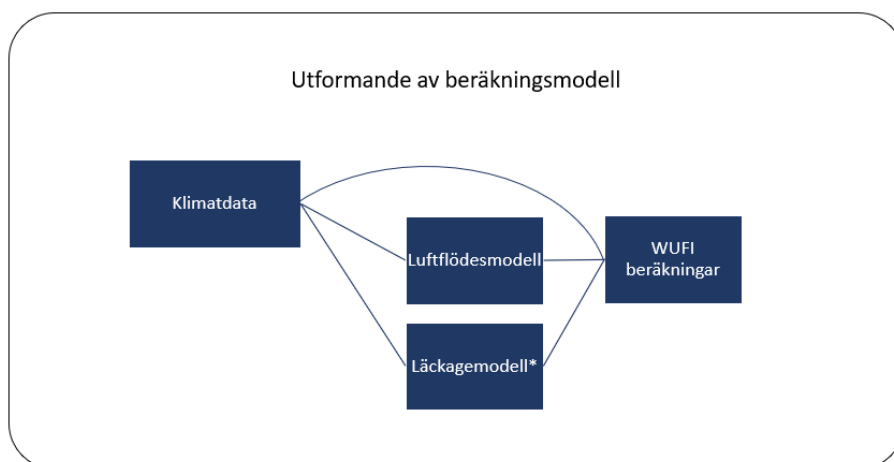 Utformande av beräkningsmodell
Klimatdata
Luftflödesmodell
WUFI
beräkningar
Läckagemodell*